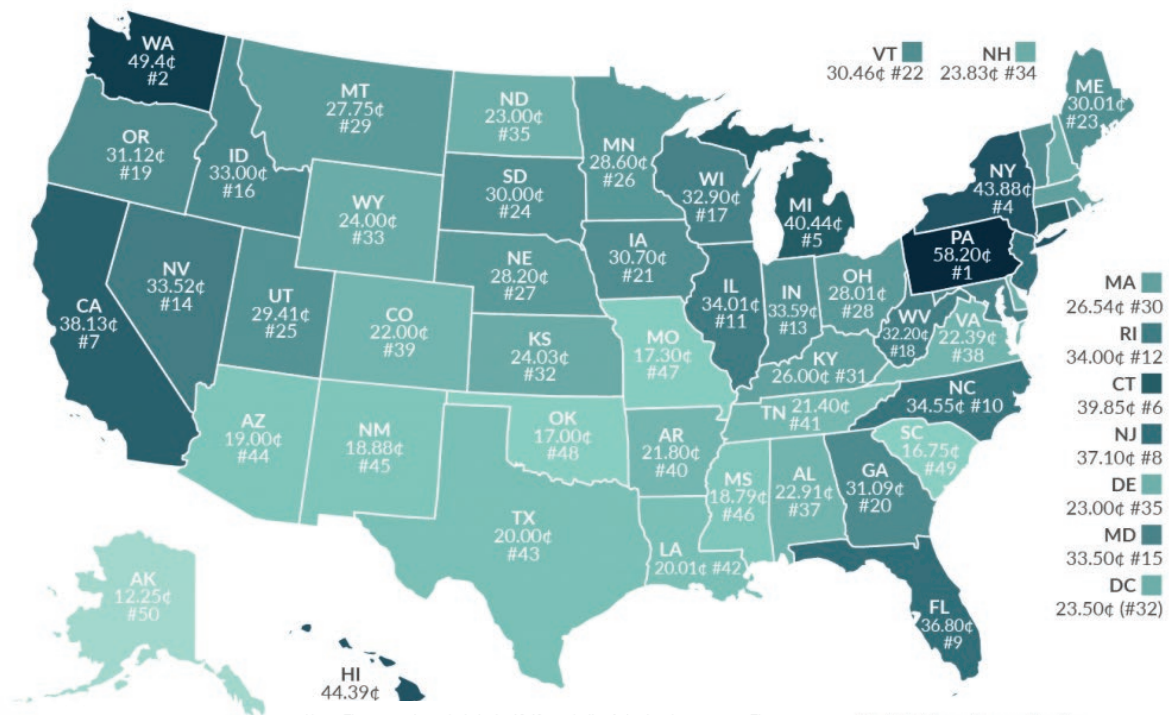 WA
49.4¢
#2
MT
27.75¢
#29
ND
23.00¢
#35
VT
30.46¢ #22
NH
23.83¢ #34
ME
30.01¢
#23
OR
31.12¢
#19
ID
33.00¢
#16
MN
28.60¢
#26
WI
32.90¢
#17
NY
43.88¢
#4
SD
30.00¢
#24
WY
24.00¢
#33
MI
40.44¢
#5
PA
58.20¢
#1
IA
30.70¢
#21
NE
28.20¢
#27
NV
33.52¢
#14
CA
38.13¢
#7
UT
29.41¢
#25
CO
22.00¢
#39
IL
34.01¢
#11
IN
33.59¢
#13
OH
28.01¢
#28
WV
32.20¢
#18
VA
22.39¢
#38
MA
26.54¢ #30
RI
34.00¢ #12
KS
24.03¢
#32
MO
17.30¢
#47
KY
26.00¢ #31
CT
39.85¢ #6
NC
34.55¢ #10
AZ
19.00¢
#44
NM
18.88¢
#45
OK
17.00¢
#48
AR
21.80¢
#40
TN 21.40¢
#41
SC
16.75¢
#49
NJ
37.10¢ #8
DE
23.00¢ #35
MS
18.79¢
#46
AL
22.91¢
#37
GA
31.09¢
#20
TX
20.00¢
#43
LA
20.01¢ #42
MD
33.50¢ #15
DC
23.50¢ (#32)
AK
12.25¢
#50
FL
36.80¢
#9
HI
44.39¢